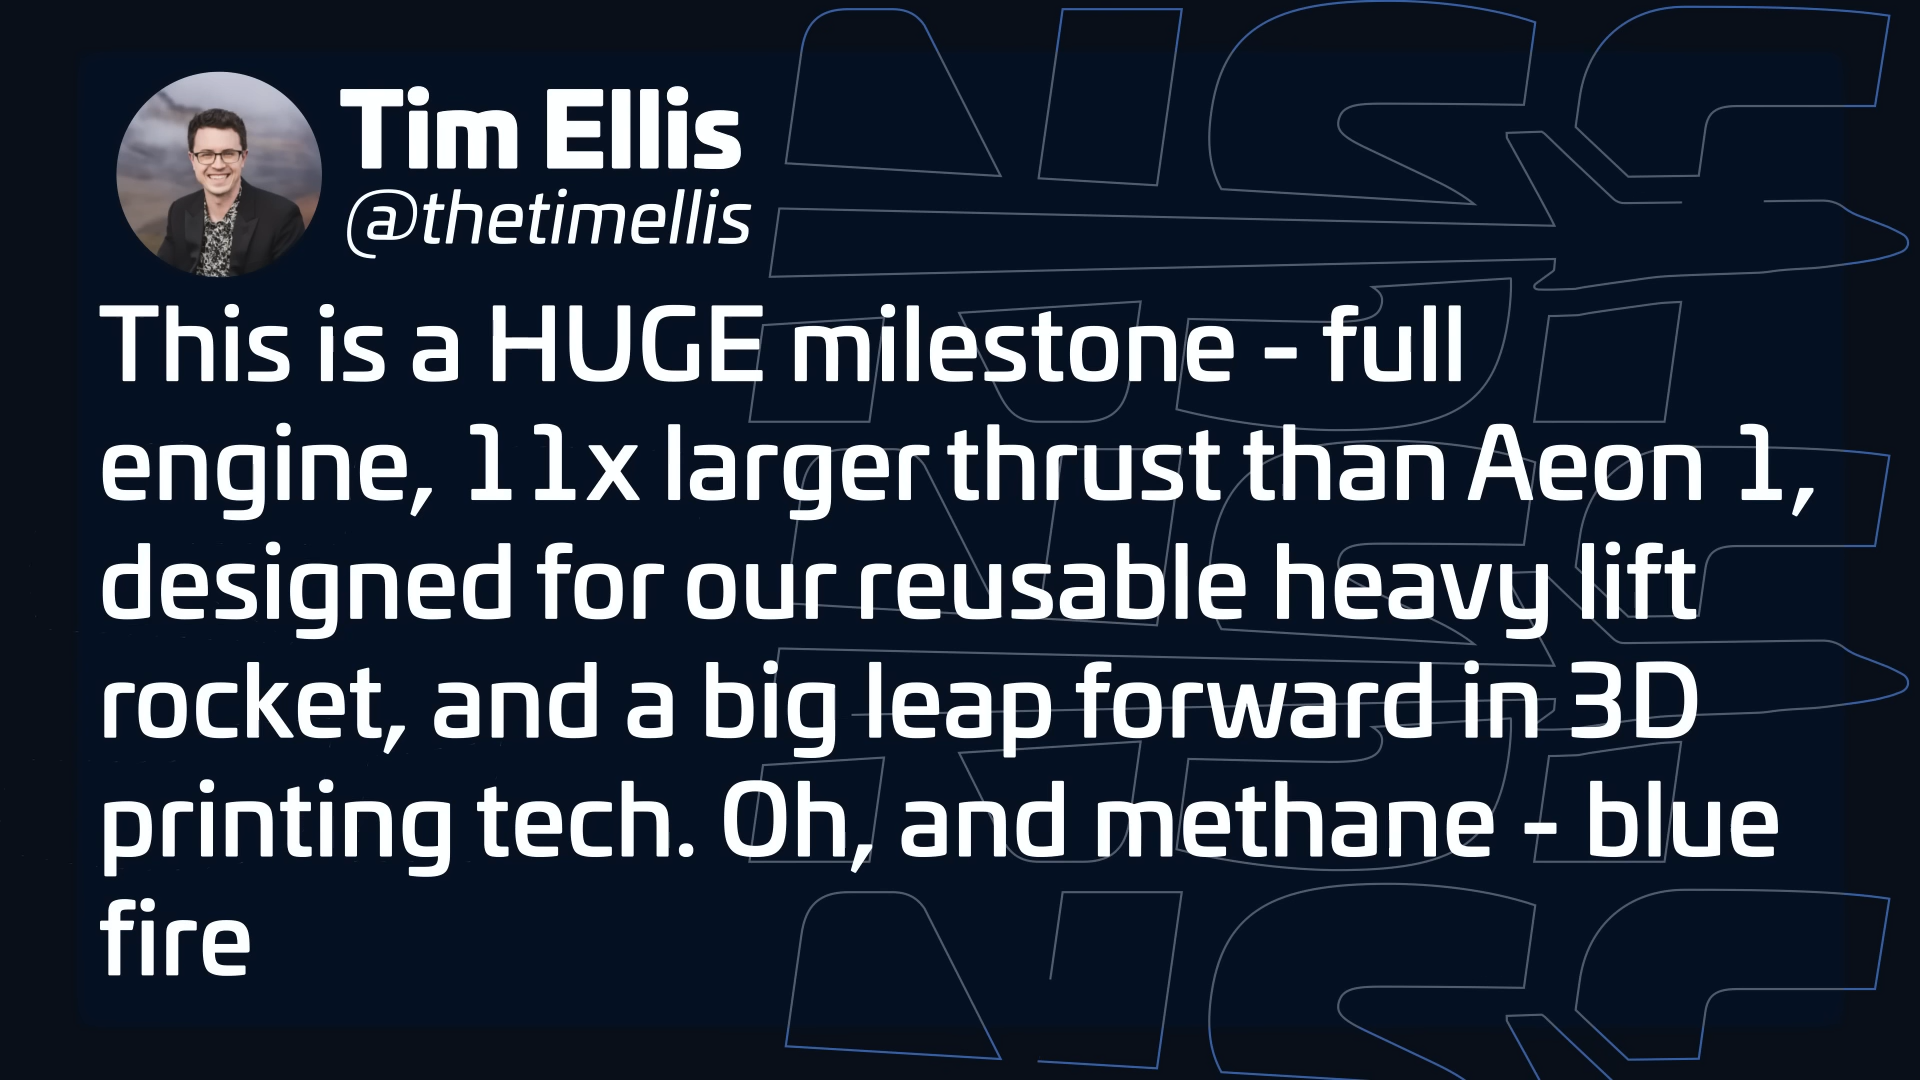 Tim Ellis
@thetimellis
This is a HUGE milestone - full
engine, 11x larger thrust than Aeon 1,
designed for our reusable heavy lift
rocket, and a big leap forward in 3D
printing tech. Oh, and methane - blue
fire